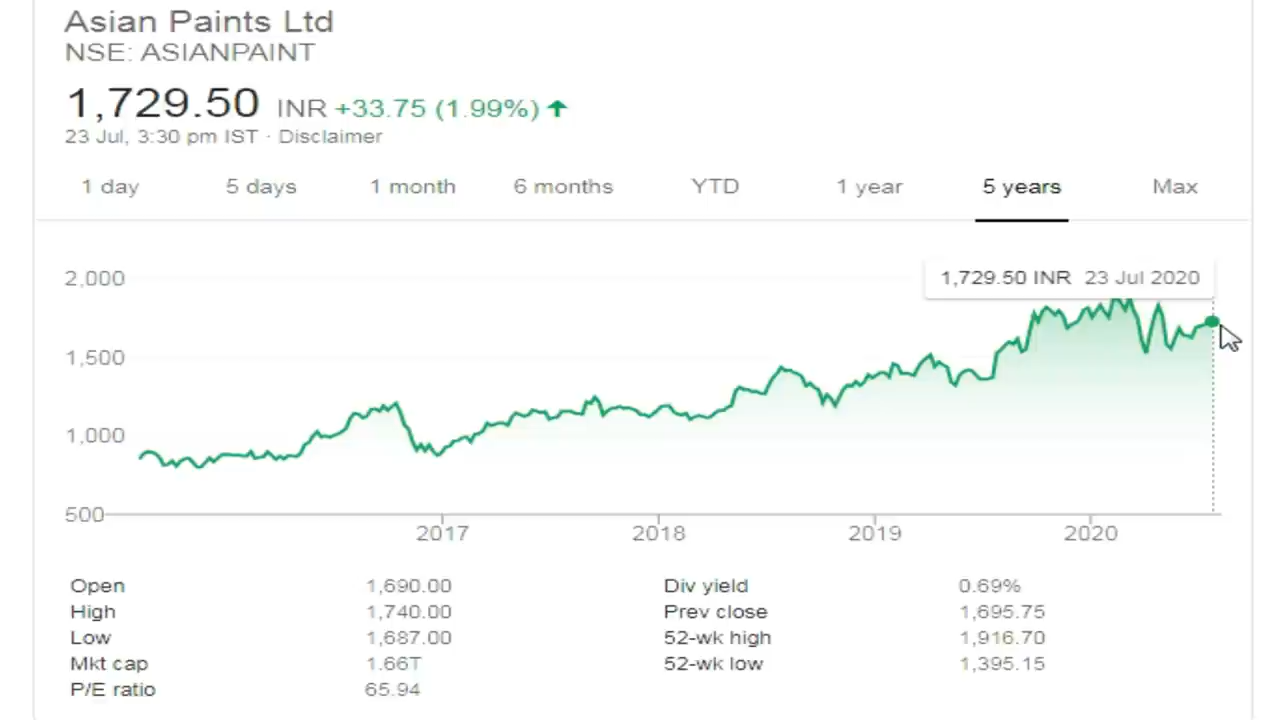 Asian Paints Ltd
NSE: ASIANPAINT
1,729.50 INR +33.75 (1.99%)
23 Jul, 3:30 pm IST · Disclaimer
1 day 5 days 1 month 6 months YTD 1 year 5 years Max
1,729.50 INR 23 Jul 2020
2,000
1,500
1,000
500
2017 2018 2019 2020
Open 1,690.00 Div yield 0.69%
High 1,740.00 Prev close 1,695.75
Low 1,687.00 52-wk high 1,916.70
Mkt cap 1.66T 52-wk low 1,395.15
P/E ratio 65.94